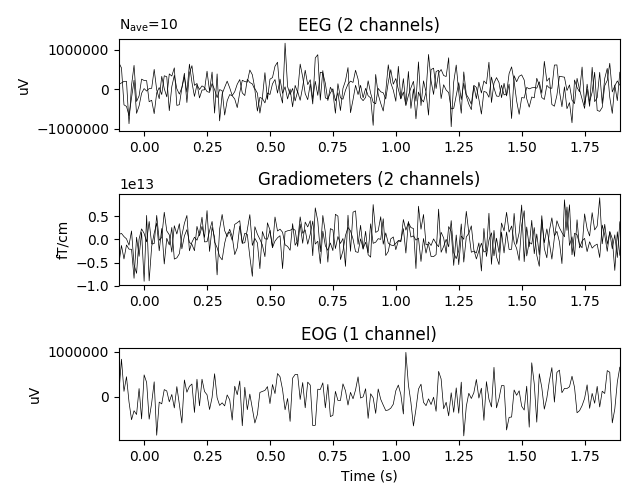 Nave=10
EEG (2 channels)
1000000
0
−1000000
uV
0.00 0.25 0.50 0.75 1.00 1.25 1.50 1.75
1e13
Gradiometers (2 channels)
0.5
0.0
−0.5
−1.0
fT/cm
0.00 0.25 0.50 0.75 1.00 1.25 1.50 1.75
EOG (1 channel)
1000000
0
uV
0.00 0.25 0.50 0.75 1.00 1.25 1.50 1.75
Time (s)